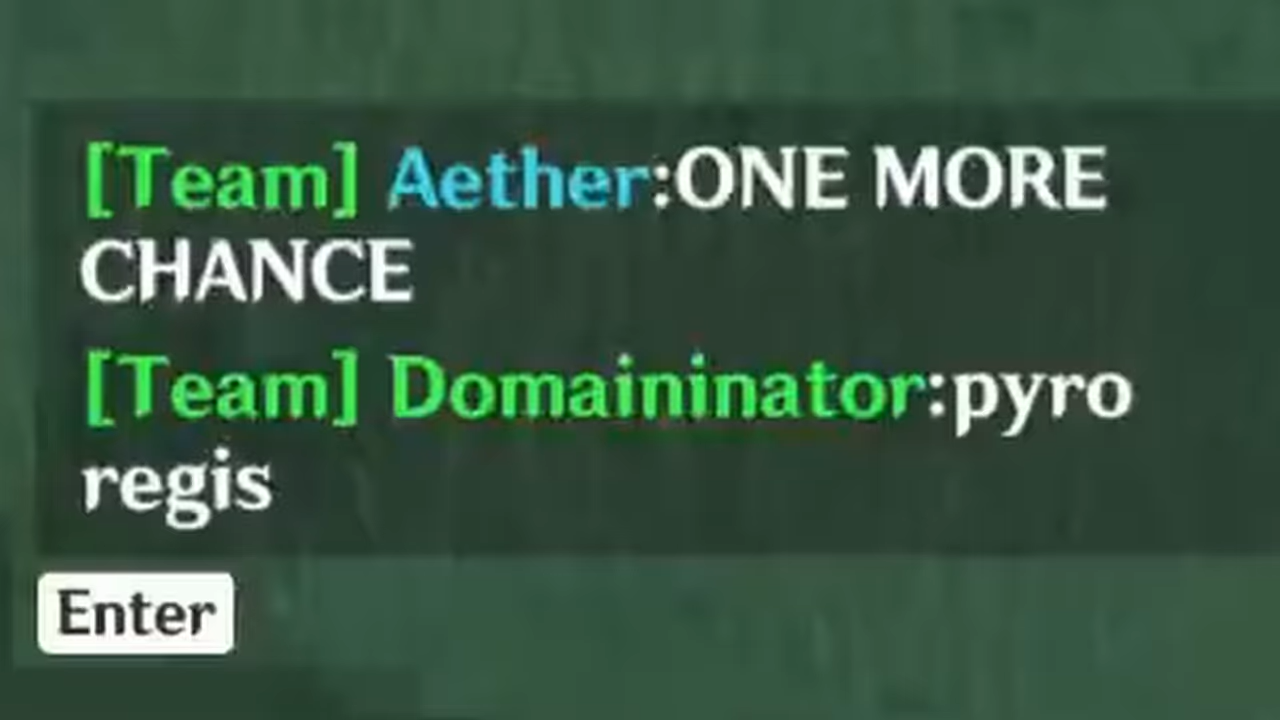 [Team] Aether:ONE MORE
CHANCE
[Team] Domaininator:pyro
regis
Enter